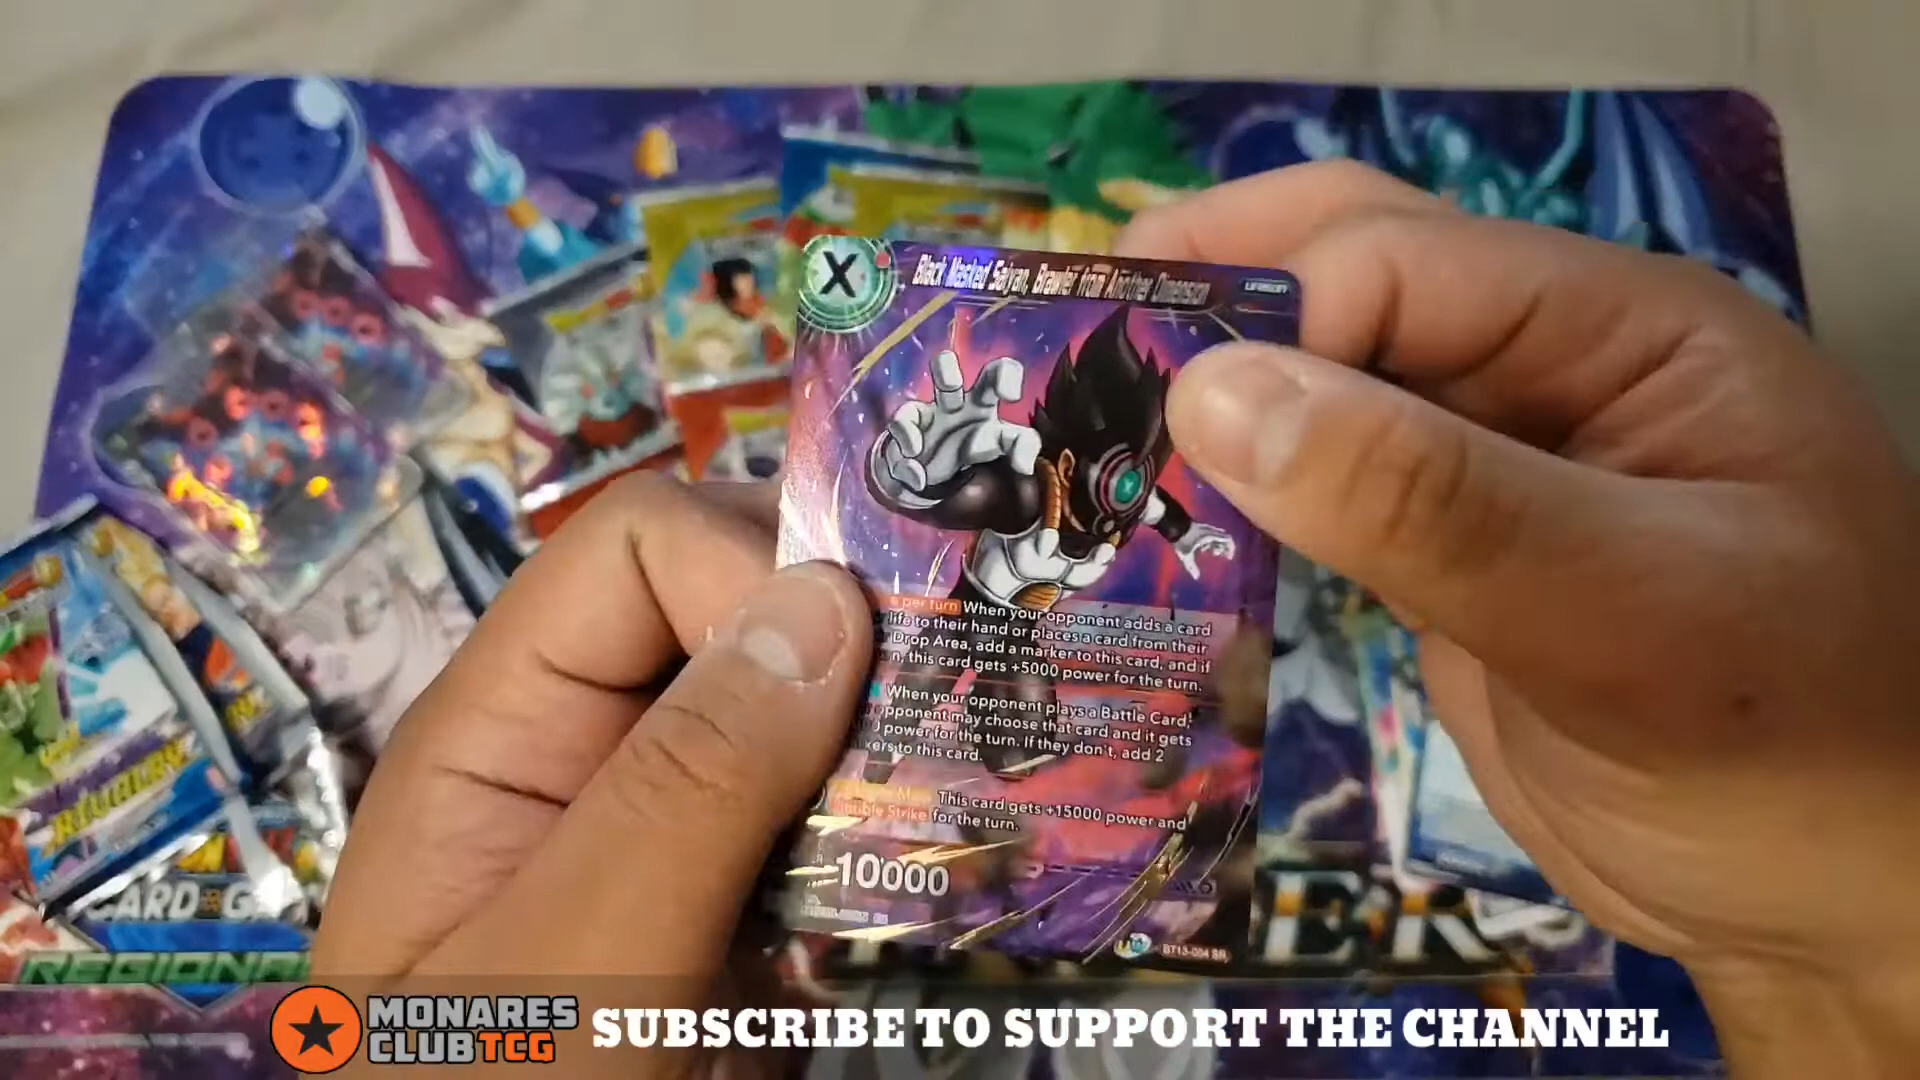 X
Black Masked Saiyan, Brawler from Another Dimension
per turn When your opponent adds a card
life to their hand or places a card from their
Drop Area, add a marker to this card, and if
n, this card gets +5000 power for the turn.
When your opponent plays a Battle Card,
opponent may choose that card and it gets
power for the turn. If they don't, add 2
kers to this card.
This card gets +15000 power and
Double Strike for the turn.
10000
BT13-004 SR
RIVALRY
CARD GA
REGIONA
ER
MONARES
CLUBTCG
SUBSCRIBE TO SUPPORT THE CHANNEL